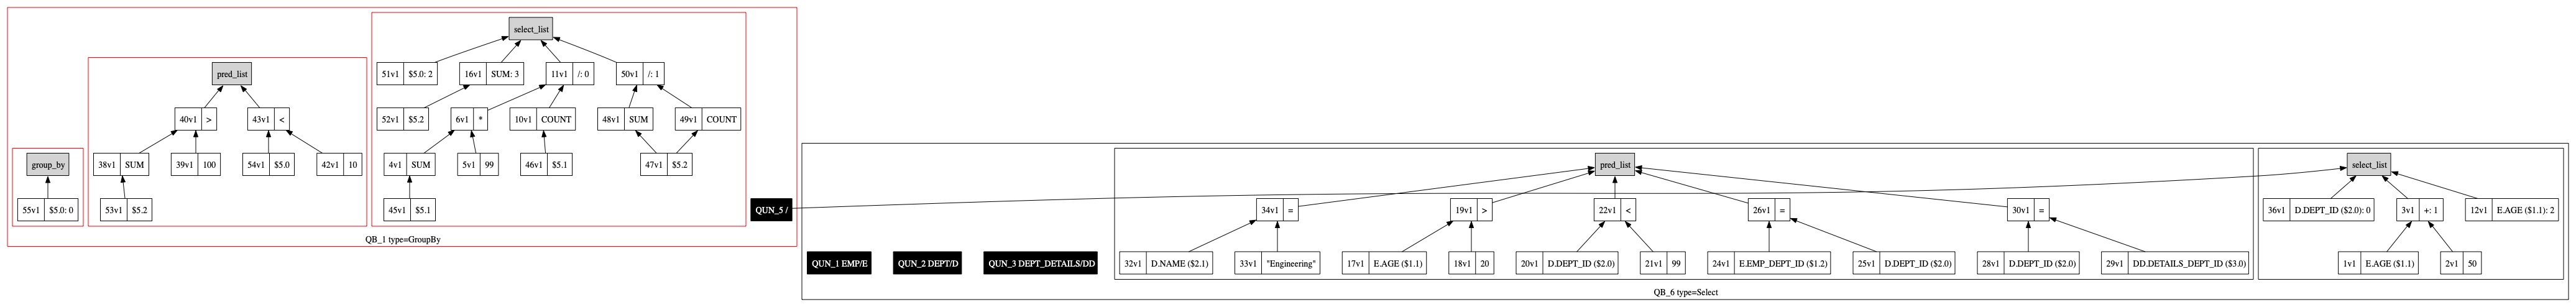 select_list
51v1 $5.0: 2
16v1 SUM: 3
11v1 /: 0
50v1 /: 1
52v1 $5.2
6v1 *
10v1 COUNT
48v1 SUM
49v1 COUNT
4v1 SUM
5v1 99
46v1 $5.1
47v1 $5.2
45v1 $5.1
pred_list
40v1 >
43v1 <
38v1 SUM
39v1 100
54v1 $5.0
42v1 10
53v1 $5.2
group_by
55v1 $5.0: 0
QUN_5 /
QB_1 type=GroupBy
pred_list
34v1 =
19v1 >
22v1 <
26v1 =
30v1 =
32v1 D.NAME ($2.1)
33v1 "Engineering"
17v1 E.AGE ($1.1)
18v1 20
20v1 D.DEPT_ID ($2.0)
21v1 99
24v1 E.EMP_DEPT_ID ($1.2)
25v1 D.DEPT_ID ($2.0)
28v1 D.DEPT_ID ($2.0)
29v1 DD.DETAILS_DEPT_ID ($3.0)
select_list
36v1 D.DEPT_ID ($2.0): 0
3v1 +: 1
12v1 E.AGE ($1.1): 2
1v1 E.AGE ($1.1)
2v1 50
QUN_1 EMP/E
QUN_2 DEPT/D
QUN_3 DEPT_DETAILS/DD
QB_6 type=Select